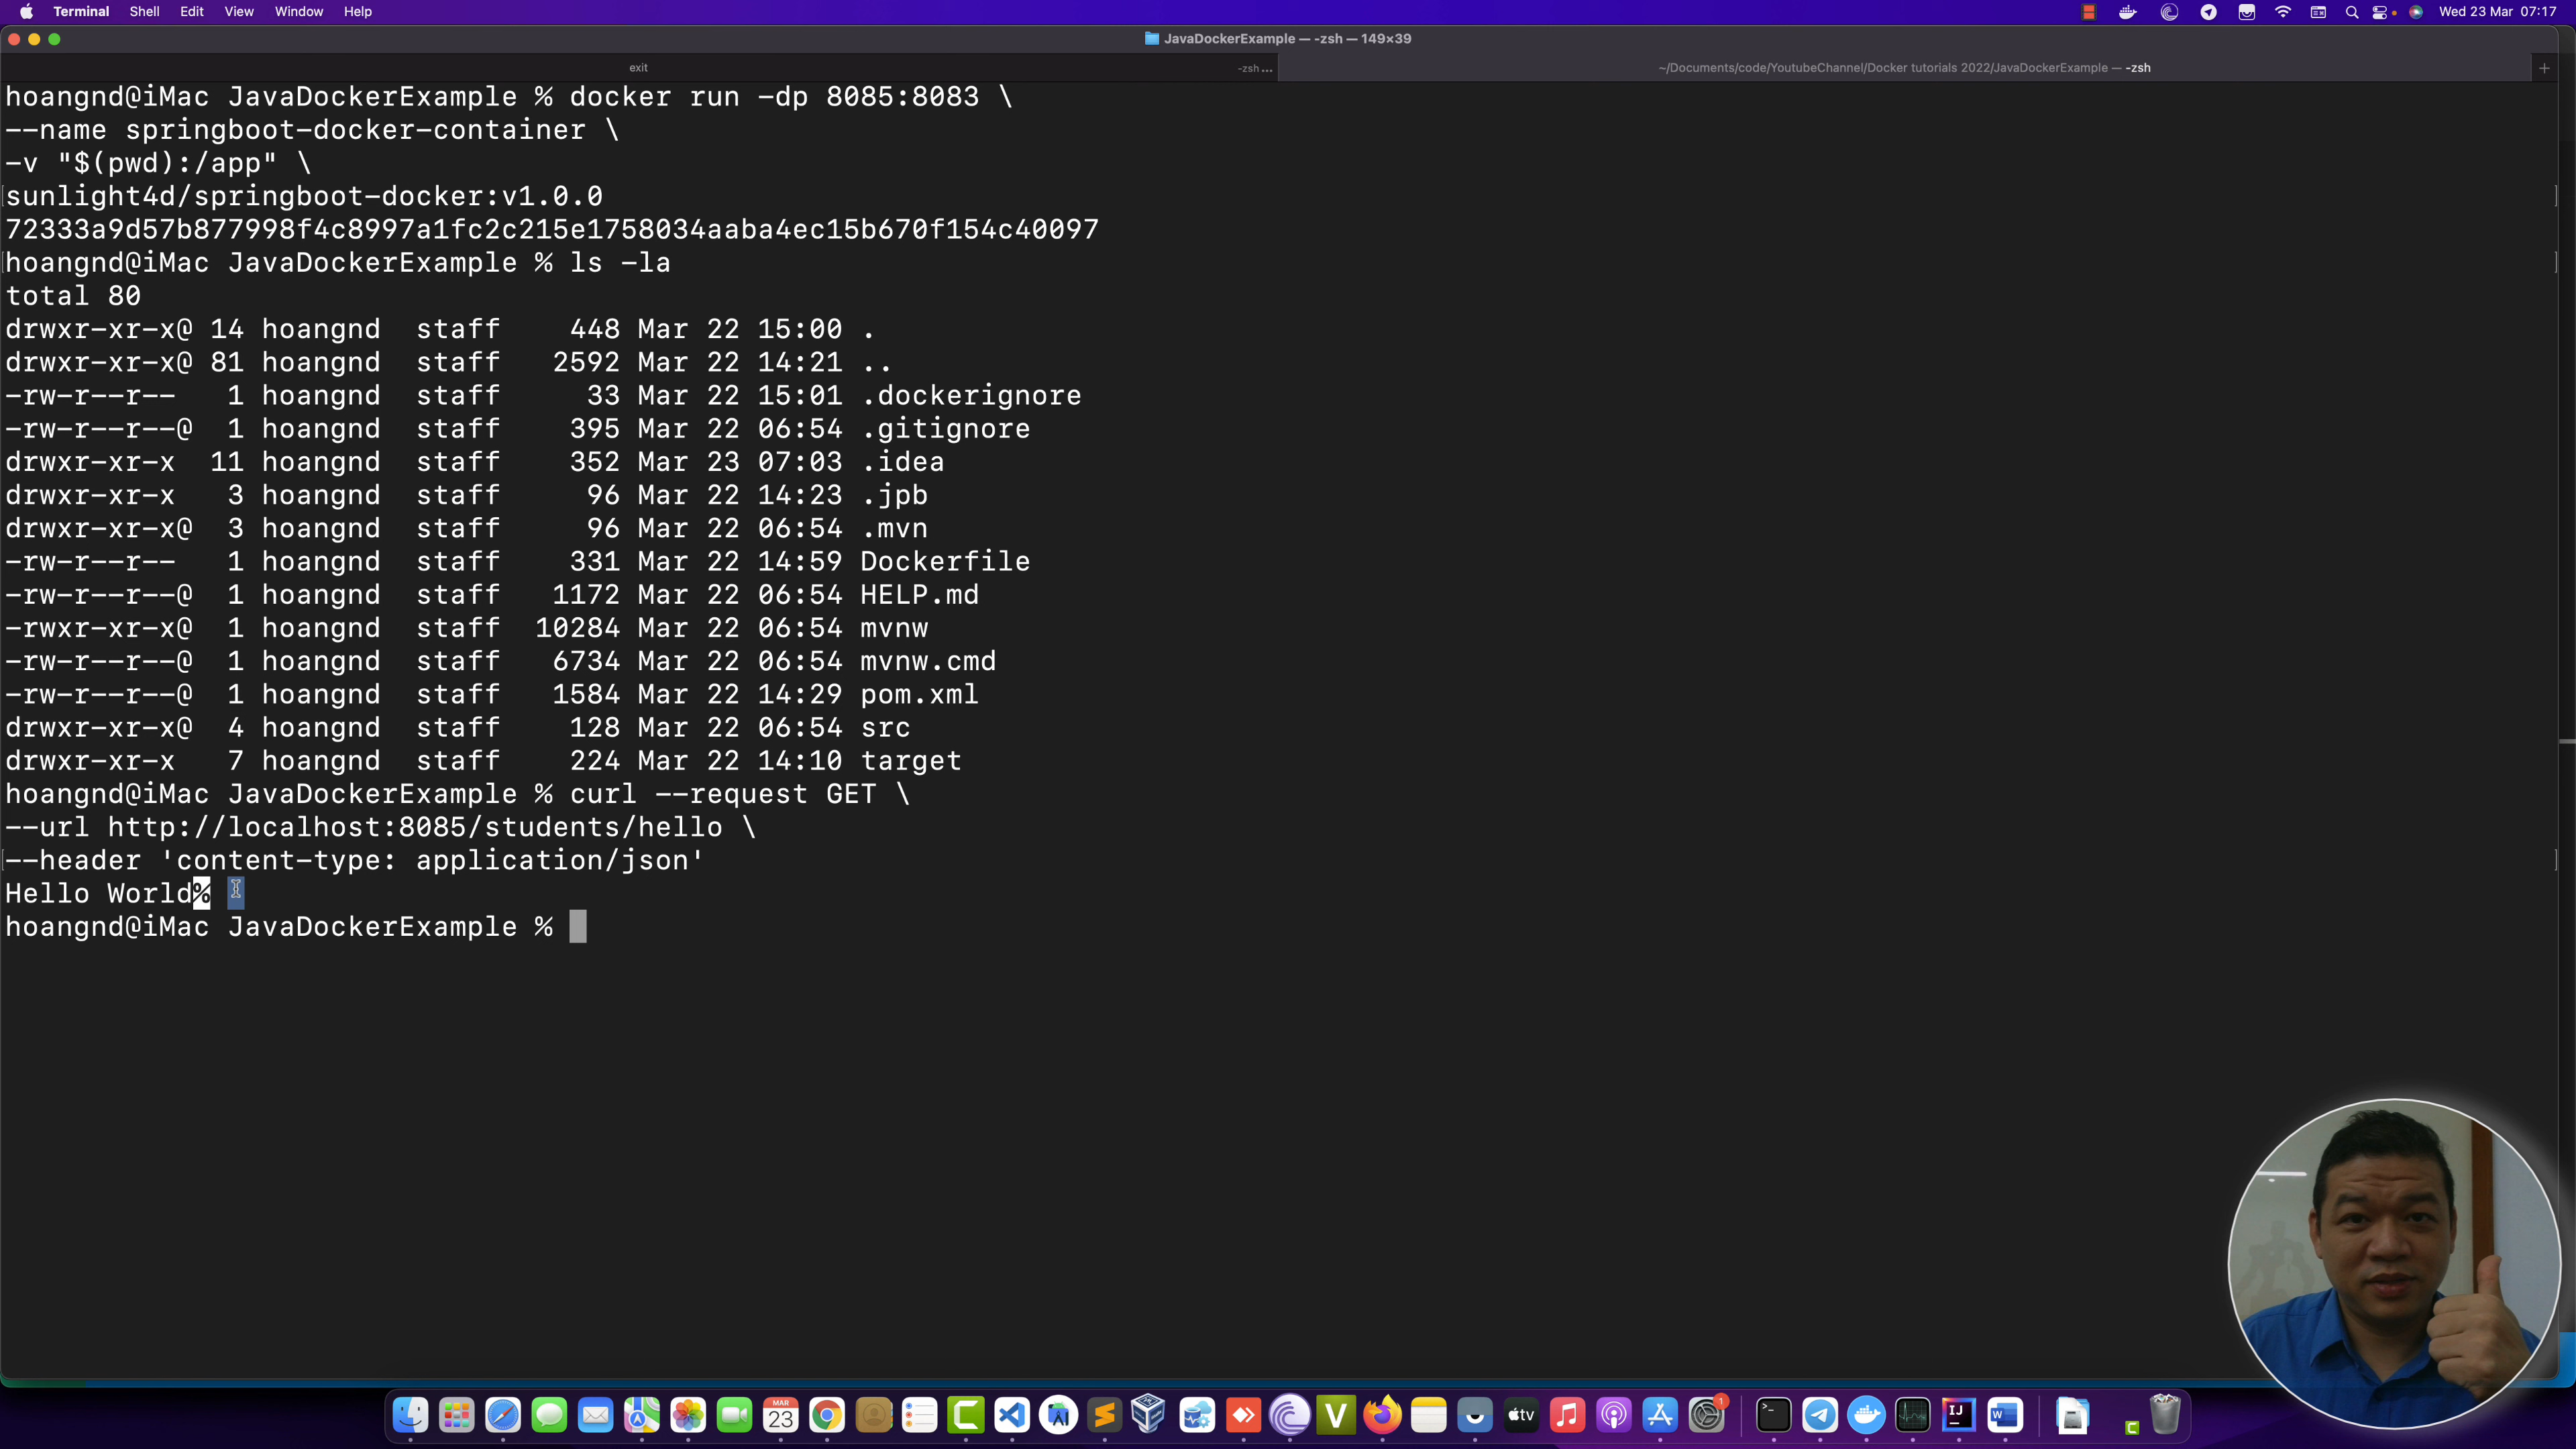 Terminal Shell Edit View Window Help
Wed 23 Mar 07:17
JavaDockerExample — -zsh — 149×39
exit
-zsh ...
~/Documents/code/YoutubeChannel/Docker tutorials 2022/JavaDockerExample — -zsh
hoangnd@iMac JavaDockerExample % docker run -dp 8085:8083 \
--name springboot-docker-container \
-v "$(pwd):/app" \
sunlight4d/springboot-docker:v1.0.0
72333a9d57b877998f4c8997a1fc2c215e1758034aaba4ec15b670f154c40097
hoangnd@iMac JavaDockerExample % ls -la
total 80
drwxr-xr-x@ 14 hoangnd  staff    448 Mar 22 15:00 .
drwxr-xr-x@ 81 hoangnd  staff   2592 Mar 22 14:21 ..
-rw-r--r--   1 hoangnd  staff     33 Mar 22 15:01 .dockerignore
-rw-r--r--@  1 hoangnd  staff    395 Mar 22 06:54 .gitignore
drwxr-xr-x  11 hoangnd  staff    352 Mar 23 07:03 .idea
drwxr-xr-x   3 hoangnd  staff     96 Mar 22 14:23 .jpb
drwxr-xr-x@  3 hoangnd  staff     96 Mar 22 06:54 .mvn
-rw-r--r--   1 hoangnd  staff    331 Mar 22 14:59 Dockerfile
-rw-r--r--@  1 hoangnd  staff   1172 Mar 22 06:54 HELP.md
-rwxr-xr-x@  1 hoangnd  staff  10284 Mar 22 06:54 mvnw
-rw-r--r--@  1 hoangnd  staff   6734 Mar 22 06:54 mvnw.cmd
-rw-r--r--@  1 hoangnd  staff   1584 Mar 22 14:29 pom.xml
drwxr-xr-x@  4 hoangnd  staff    128 Mar 22 06:54 src
drwxr-xr-x   7 hoangnd  staff    224 Mar 22 14:10 target
hoangnd@iMac JavaDockerExample % curl --request GET \
--url http://localhost:8085/students/hello \
--header 'content-type: application/json'
Hello World%
hoangnd@iMac JavaDockerExample %
MAR
23
tv
1
IJ
W